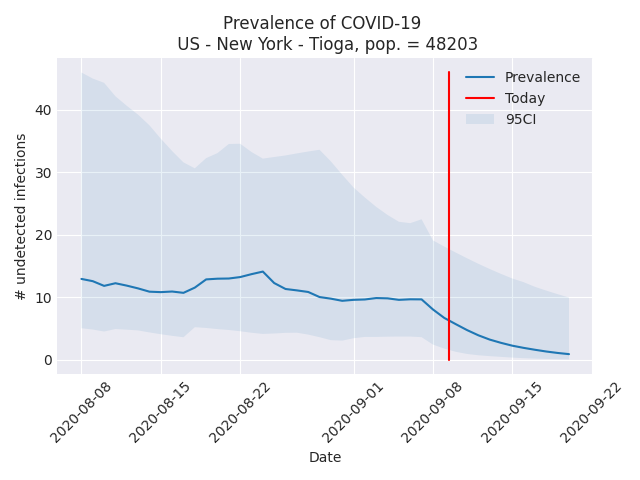 Prevalence of COVID-19
US - New York - Tioga, pop. = 48203
Prevalence
Today
95CI
# undetected infections
40
30
20
10
0
2020-08-08
2020-08-15
2020-08-22
2020-09-01
2020-09-08
2020-09-15
2020-09-22
Date